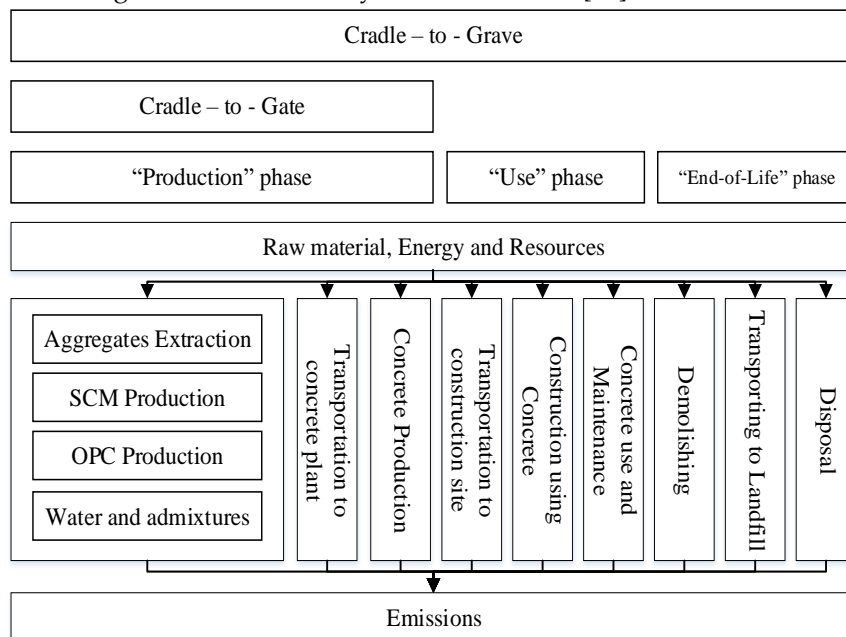 Cradle – to - Grave
Cradle – to - Gate
“Production” phase
“Use” phase
“End-of-Life” phase
Raw material, Energy and Resources
Aggregates Extraction
SCM Production
OPC Production
Water and admixtures
Transportation to
concrete plant
Concrete Production
Transportation to
construction site
Construction using
Concrete
Concrete use and
Maintenance
Demolishing
Transporting to Landfill
Disposal
Emissions